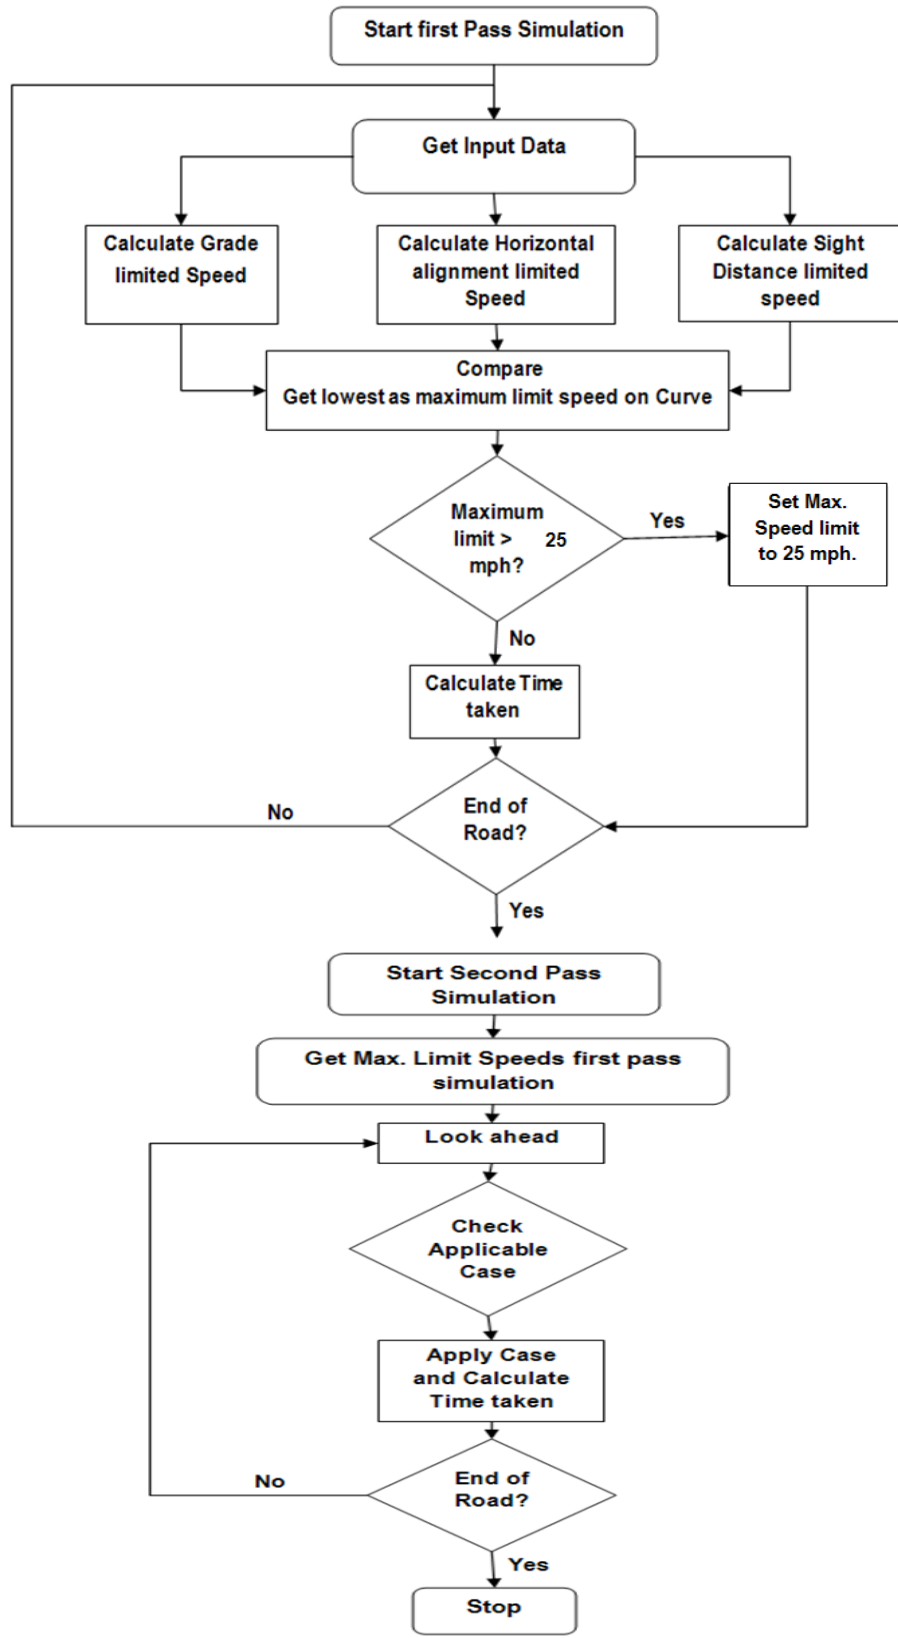 Start first Pass Simulation
Get Input Data
Calculate Grade
limited Speed
Calculate Horizontal
alignment limited
Speed
Calculate Sight
Distance limited
speed
Compare
Get lowest as maximum limit speed on Curve
Maximum
limit > 25
mph?
Yes
Set Max.
Speed limit
to 25 mph.
No
Calculate Time
taken
End of
Road?
No
Yes
Start Second Pass
Simulation
Get Max. Limit Speeds first pass
simulation
Look ahead
Check
Applicable
Case
Apply Case
and Calculate
Time taken
End of
Road?
No
Yes
Stop